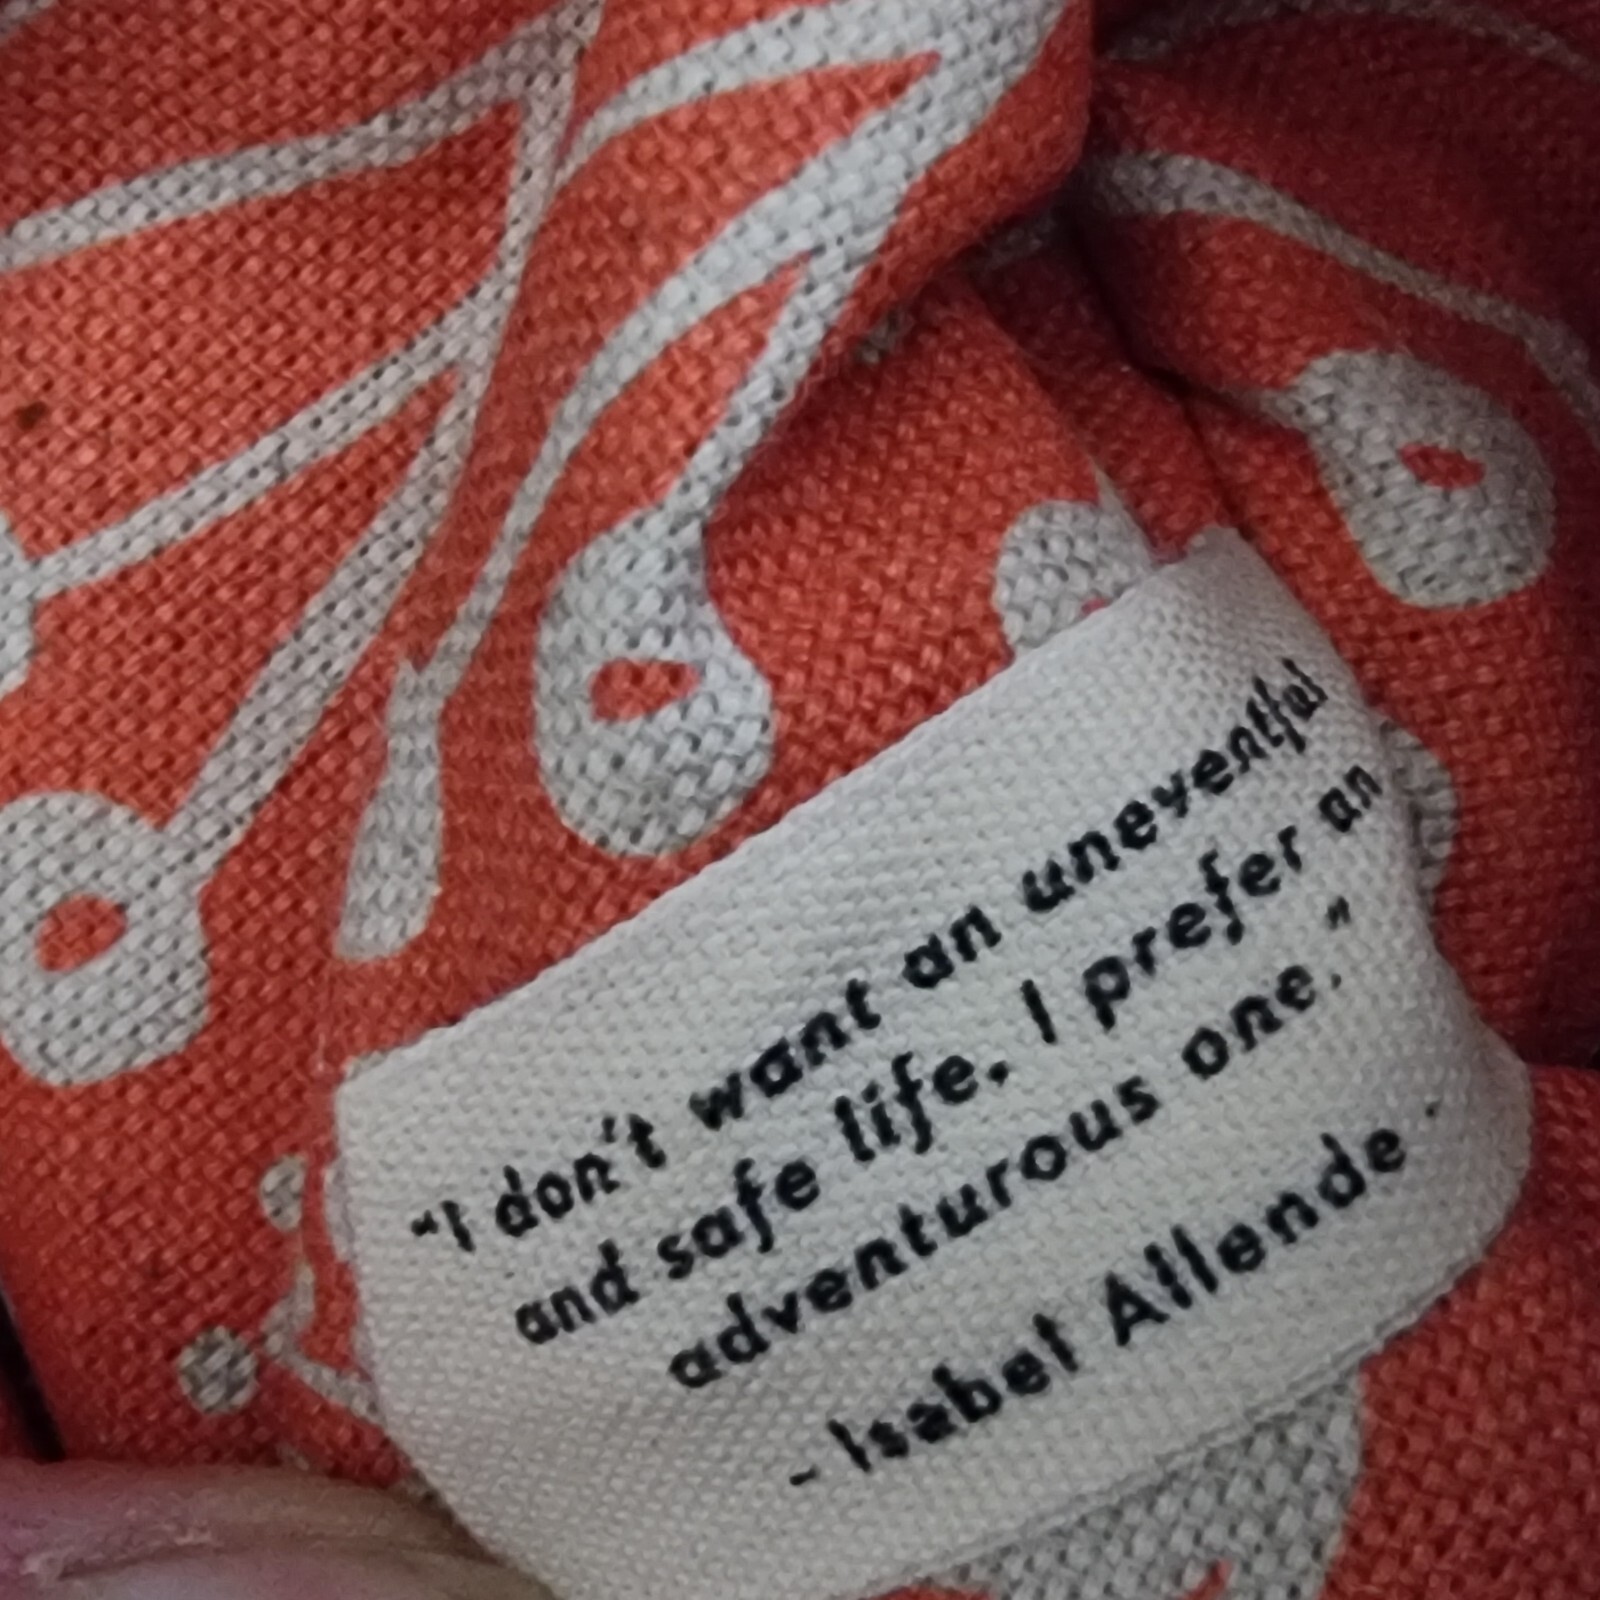 "I don't want an uneventful
and safe life. I prefer an
adventurous one."
- Isabel Allende -